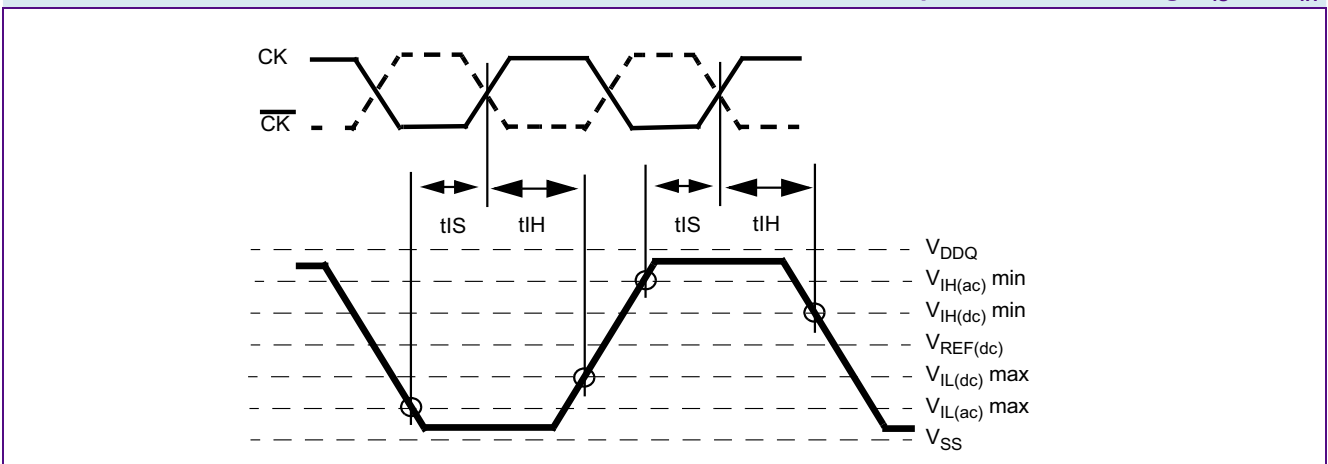 CK
CK
tIS
tIH
tIS
tIH
VDDQ
VIH(ac) min
VIH(dc) min
VREF(dc)
VIL(dc) max
VIL(ac) max
VSS